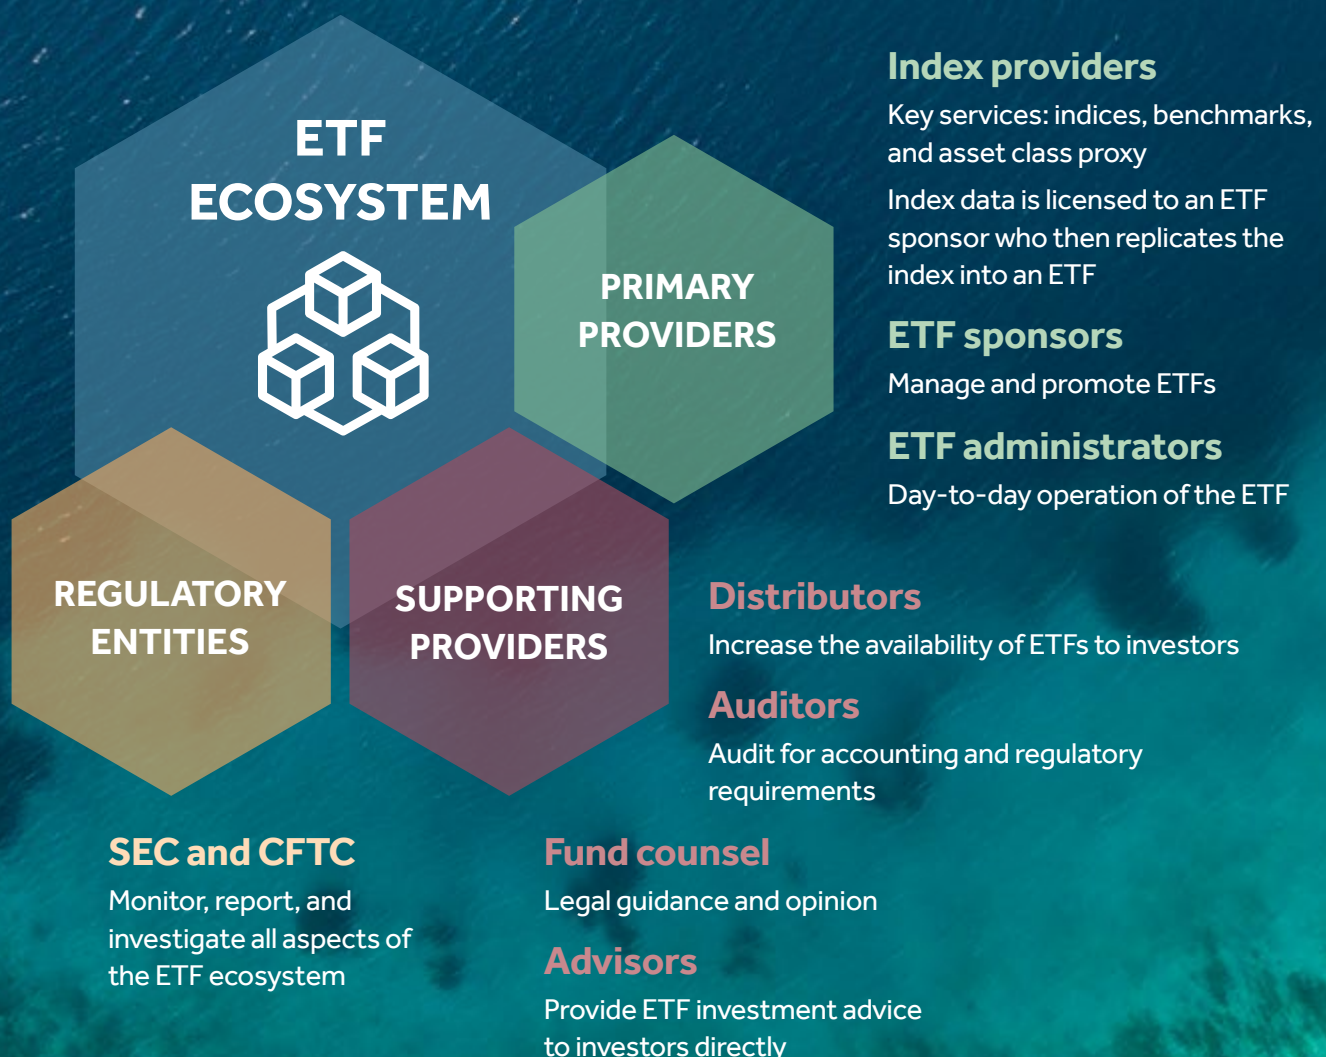 ETF
ECOSYSTEM
PRIMARY
PROVIDERS
Index providers
Key services: indices, benchmarks,
and asset class proxy
Index data is licensed to an ETF
sponsor who then replicates the
index into an ETF
ETF sponsors
Manage and promote ETFs
ETF administrators
Day-to-day operation of the ETF
REGULATORY
ENTITIES
SUPPORTING
PROVIDERS
Distributors
Increase the availability of ETFs to investors
Auditors
Audit for accounting and regulatory
requirements
SEC and CFTC
Monitor, report, and
investigate all aspects of
the ETF ecosystem
Fund counsel
Legal guidance and opinion
Advisors
Provide ETF investment advice
to investors directly